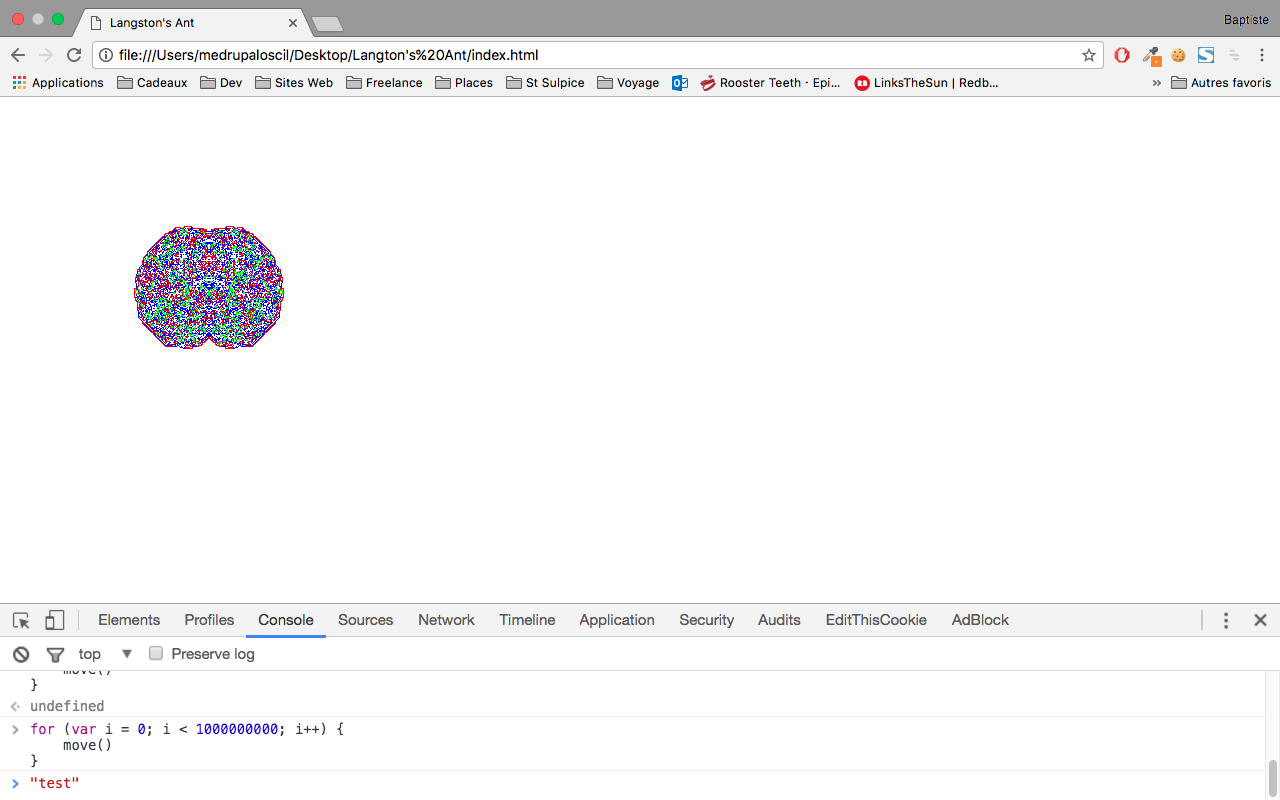 Langston's Ant
Baptiste
file:///Users/medrupaloscil/Desktop/Langton's%20Ant/index.html
Applications Cadeaux Dev Sites Web Freelance Places St Sulpice Voyage Rooster Teeth · Epi... LinksTheSun | Redb... » Autres favoris
Elements Profiles Console Sources Network Timeline Application Security Audits EditThisCookie AdBlock
top Preserve log
move()
}
undefined
for (var i = 0; i < 1000000000; i++) {
move()
}
"test"